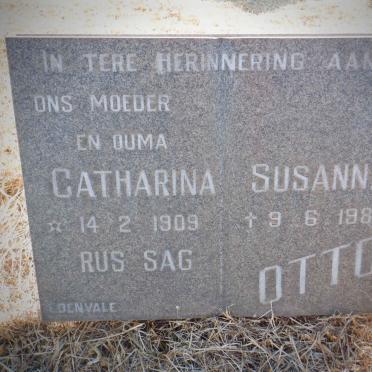 IN TERE HERINNERING AAN
ONS MOEDER
EN OUMA
CATHARINA SUSANN
☆ 14·2·1909 † 9·6·198
RUS SAG OTTO
EDENVALE